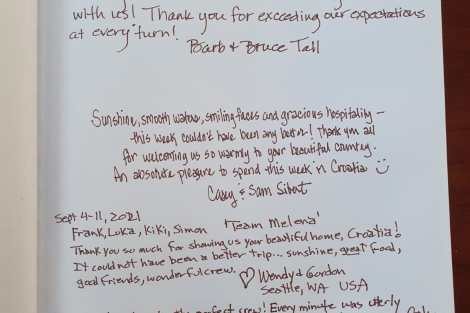 with us! Thank you for exceeding our expectations
at every turn!
Barb & Bruce Tall
Sunshine, smooth water, smiling faces and gracious hospitality –
this week couldn't have been any better! Thank you all
for welcoming us so warmly to your beautiful country.
An absolute pleasure to spend this week in Croatia ☺
Casey & Sam Sibert
Sept 4-11, 2021
Frank, Luka, Kiki, Simon 'Team Melena'
Thank you so much for showing us your beautiful home, Croatia!
It could not have been a better trip... sunshine, great food,
good friends, wonderful crew. ♡ Wendy & Gordon
Seattle, WA USA
perfect crew! Every minute was utterly